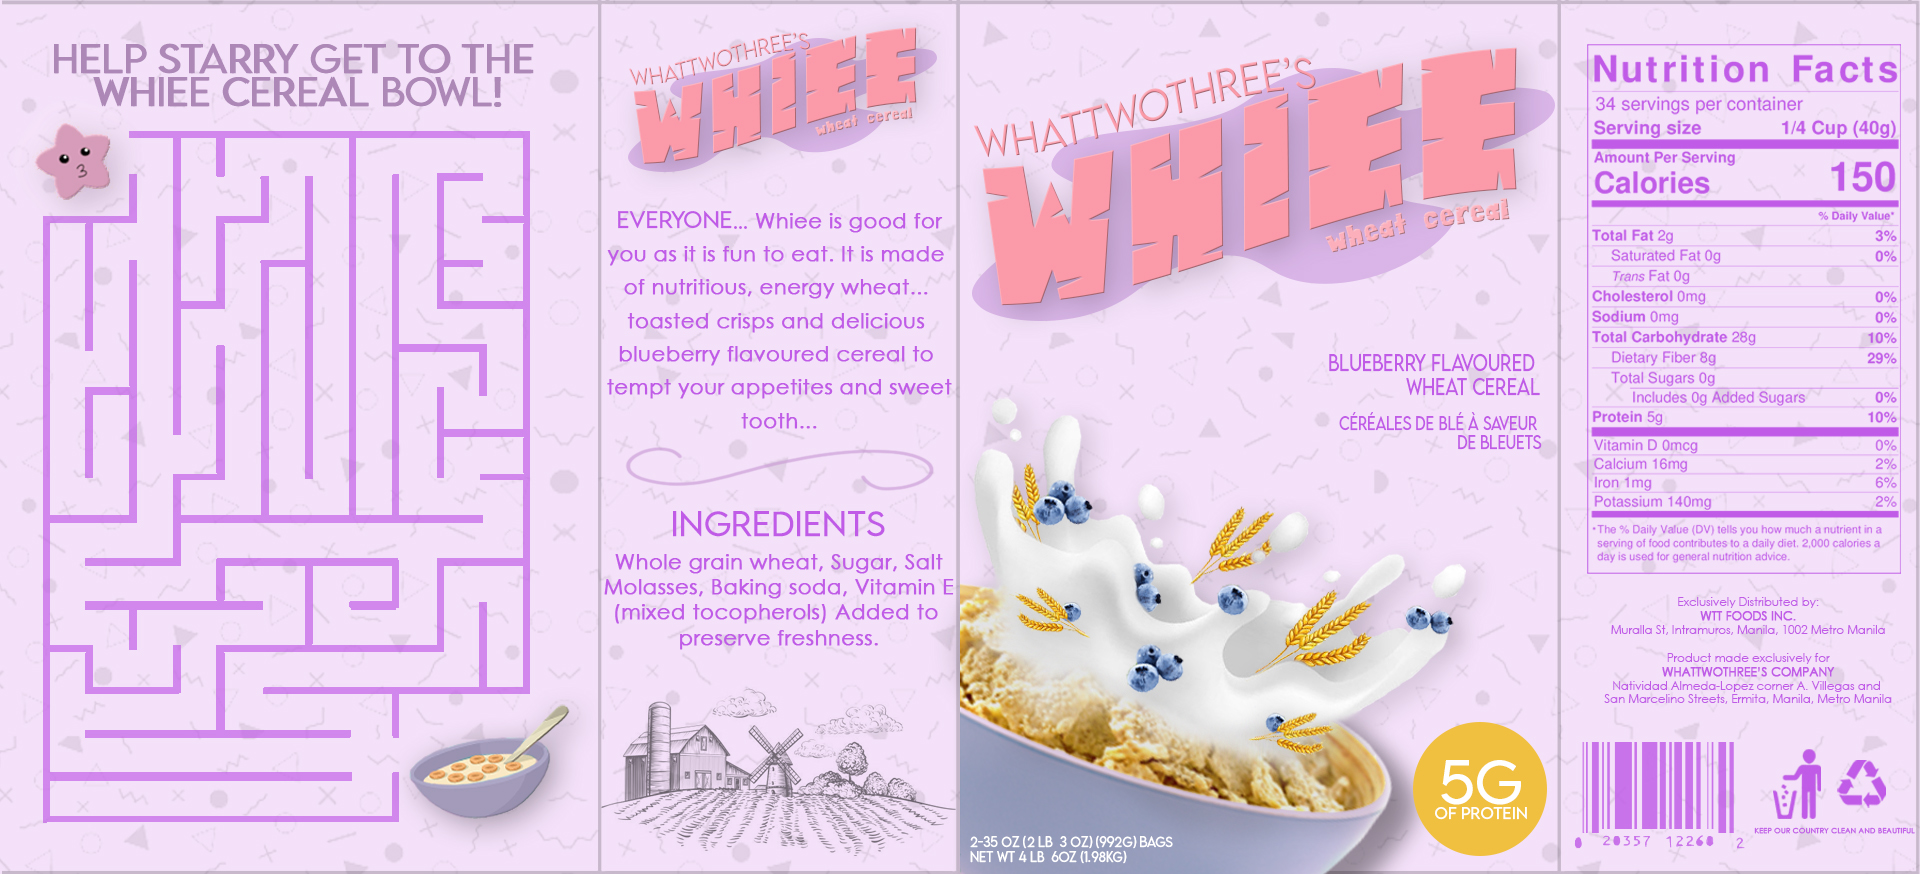 HELP STARRY GET TO THE
WHIEE CEREAL BOWL!
WHATTWOTHREE'S
WHIEE
wheat cereal
EVERYONE... Whiee is good for
you as it is fun to eat. It is made
of nutritious, energy wheat...
toasted crisps and delicious
blueberry flavoured cereal to
tempt your appetites and sweet
tooth...
INGREDIENTS
Whole grain wheat, Sugar, Salt
Molasses, Baking soda, Vitamin E
(mixed tocopherols) Added to
preserve freshness.
WHATTWOTHREE'S
WHIEE
wheat cereal
BLUEBERRY FLAVOURED
WHEAT CEREAL
CÉRÉALES DE BLÉ À SAVEUR
DE BLEUETS
5G
OF PROTEIN
2-35 OZ (2 LB 3 OZ) (992G) BAGS
NET WT 4 LB 6OZ (1.98KG)
Nutrition Facts
34 servings per container
Serving size 1/4 Cup (40g)
Amount Per Serving
Calories 150
% Daily Value*
Total Fat 2g 3%
Saturated Fat 0g 0%
Trans Fat 0g
Cholesterol 0mg 0%
Sodium 0mg 0%
Total Carbohydrate 28g 10%
Dietary Fiber 8g 29%
Total Sugars 0g
Includes 0g Added Sugars 0%
Protein 5g 10%
Vitamin D 0mcg 0%
Calcium 16mg 2%
Iron 1mg 6%
Potassium 140mg 2%
*The % Daily Value (DV) tells you how much a nutrient in a
serving of food contributes to a daily diet. 2,000 calories a
day is used for general nutrition advice.
Exclusively Distributed by:
WTT FOODS INC.
Muralla St, Intramuros, Manila, 1002 Metro Manila
Product made exclusively for
WHATTWOTHREE'S COMPANY
Natividad Almeda-Lopez corner A. Villegas and
San Marcelino Streets, Ermita, Manila, Metro Manila
KEEP OUR COUNTRY CLEAN AND BEAUTIFUL
0 20357 12260 2